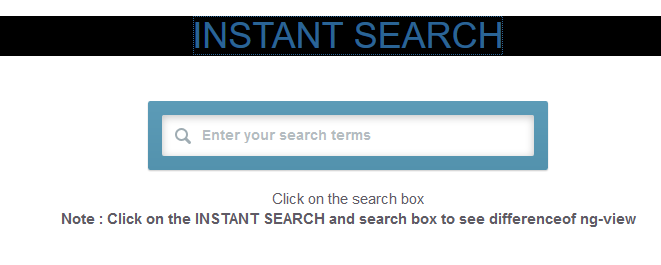 INSTANT SEARCH
Enter your search terms
Click on the search box
Note : Click on the INSTANT SEARCH and search box to see differenceof ng-view